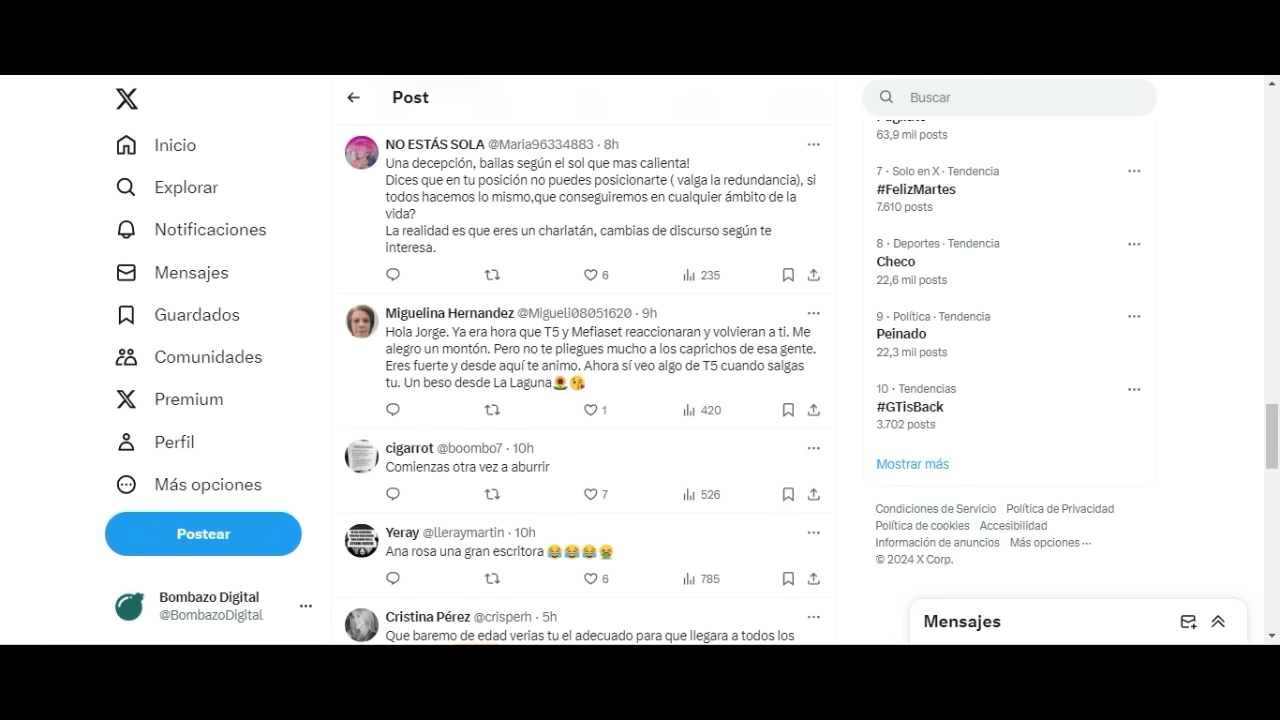 Inicio
Explorar
Notificaciones
Mensajes
Guardados
Comunidades
Premium
Perfil
Más opciones
Postear
Bombazo Digital
@BombazoDigital
Post
NO ESTÁS SOLA @Maria96334883 · 8h
Una decepción, bailas según el sol que mas calienta!
Dices que en tu posición no puedes posicionarte ( valga la redundancia), si
todos hacemos lo mismo,que conseguiremos en cualquier ámbito de la
vida?
La realidad es que eres un charlatán, cambias de discurso según te
interesa.
6 235
Miguelina Hernandez @Migueli08051620 · 9h
Hola Jorge. Ya era hora que T5 y Mefiaset reaccionaran y volvieran a ti. Me
alegro un montón. Pero no te pliegues mucho a los caprichos de esa gente.
Eres fuerte y desde aquí te animo. Ahora sí veo algo de T5 cuando salgas
tu. Un beso desde La Laguna🌻😘
1 420
cigarrot @boombo7 · 10h
Comienzas otra vez a aburrir
7 526
Yeray @lleraymartin · 10h
Ana rosa una gran escritora 😂😂😂🤮
6 785
Cristina Pérez @crisperh · 5h
Que baremo de edad verias tu el adecuado para que llegara a todos los
Buscar
63,9 mil posts
7 · Solo en X · Tendencia
#FelizMartes
7.610 posts
8 · Deportes · Tendencia
Checo
22,6 mil posts
9 · Política · Tendencia
Peinado
22,3 mil posts
10 · Tendencias
#GTisBack
3.702 posts
Mostrar más
Condiciones de Servicio Política de Privacidad
Política de cookies Accesibilidad
Información de anuncios Más opciones ···
© 2024 X Corp.
Mensajes